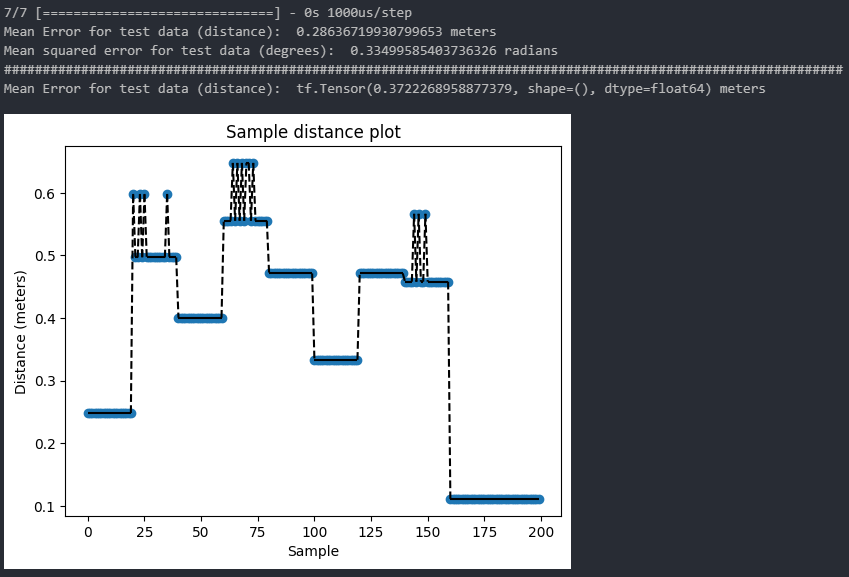 7/7 [==============================] - 0s 1000us/step
Mean Error for test data (distance):  0.28636719930799653 meters
Mean squared error for test data (degrees):  0.33499585403736326 radians
##############################################################################################################
Mean Error for test data (distance):  tf.Tensor(0.3722268958877379, shape=(), dtype=float64) meters
Sample distance plot
Distance (meters)
0.6
0.5
0.4
0.3
0.2
0.1
0 25 50 75 100 125 150 175 200
Sample